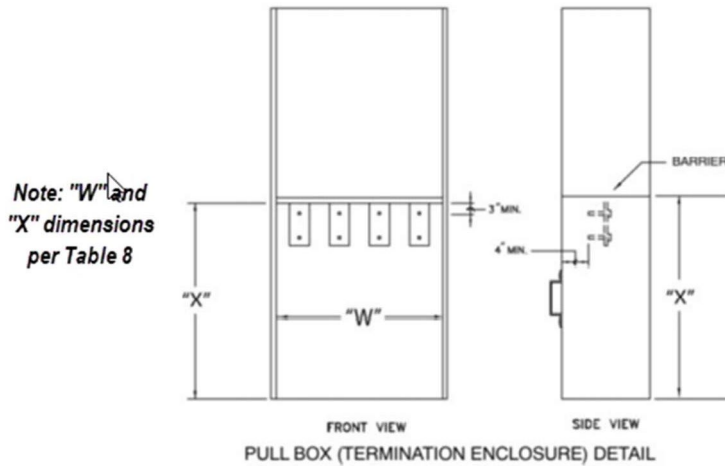 BARRIER
Note: "W" and
"X" dimensions
per Table 8
3" MIN.
4" MIN.
"X"
"W"
"X"
FRONT VIEW
SIDE VIEW
PULL BOX (TERMINATION ENCLOSURE) DETAIL